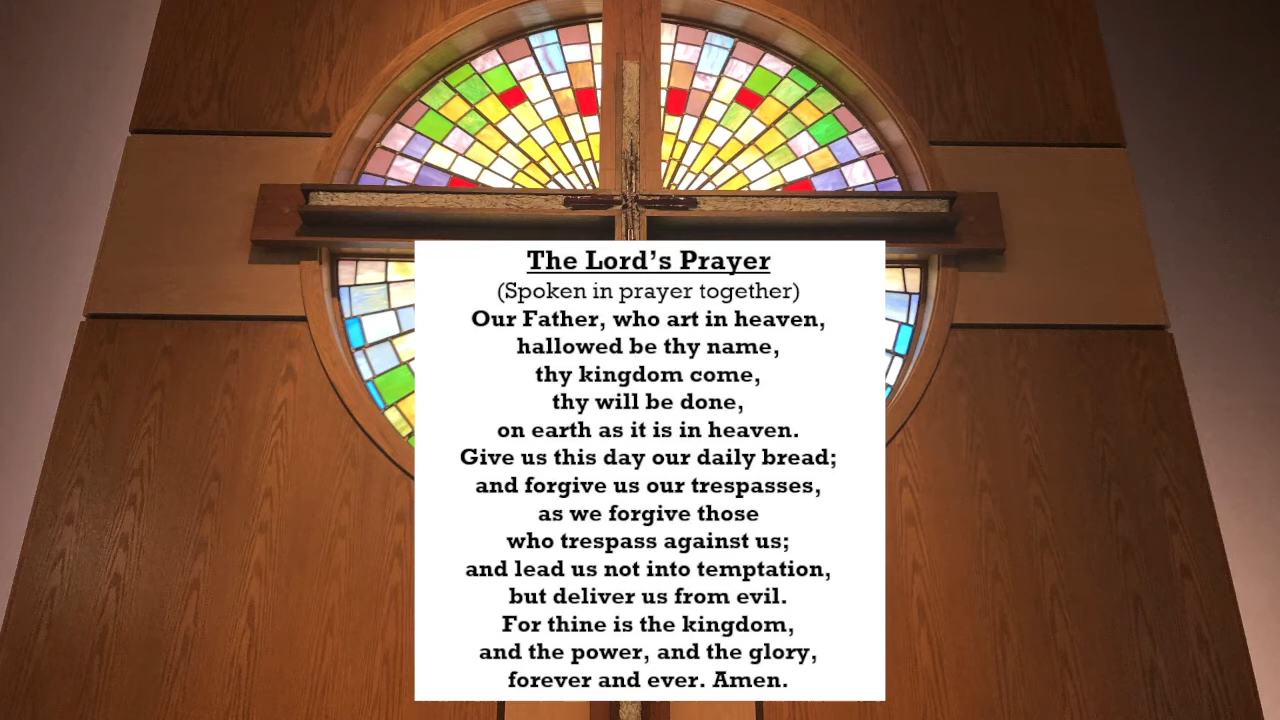 The Lord's Prayer
(Spoken in prayer together)
Our Father, who art in heaven,
hallowed be thy name,
thy kingdom come,
thy will be done,
on earth as it is in heaven.
Give us this day our daily bread;
and forgive us our trespasses,
as we forgive those
who trespass against us;
and lead us not into temptation,
but deliver us from evil.
For thine is the kingdom,
and the power, and the glory,
forever and ever. Amen.